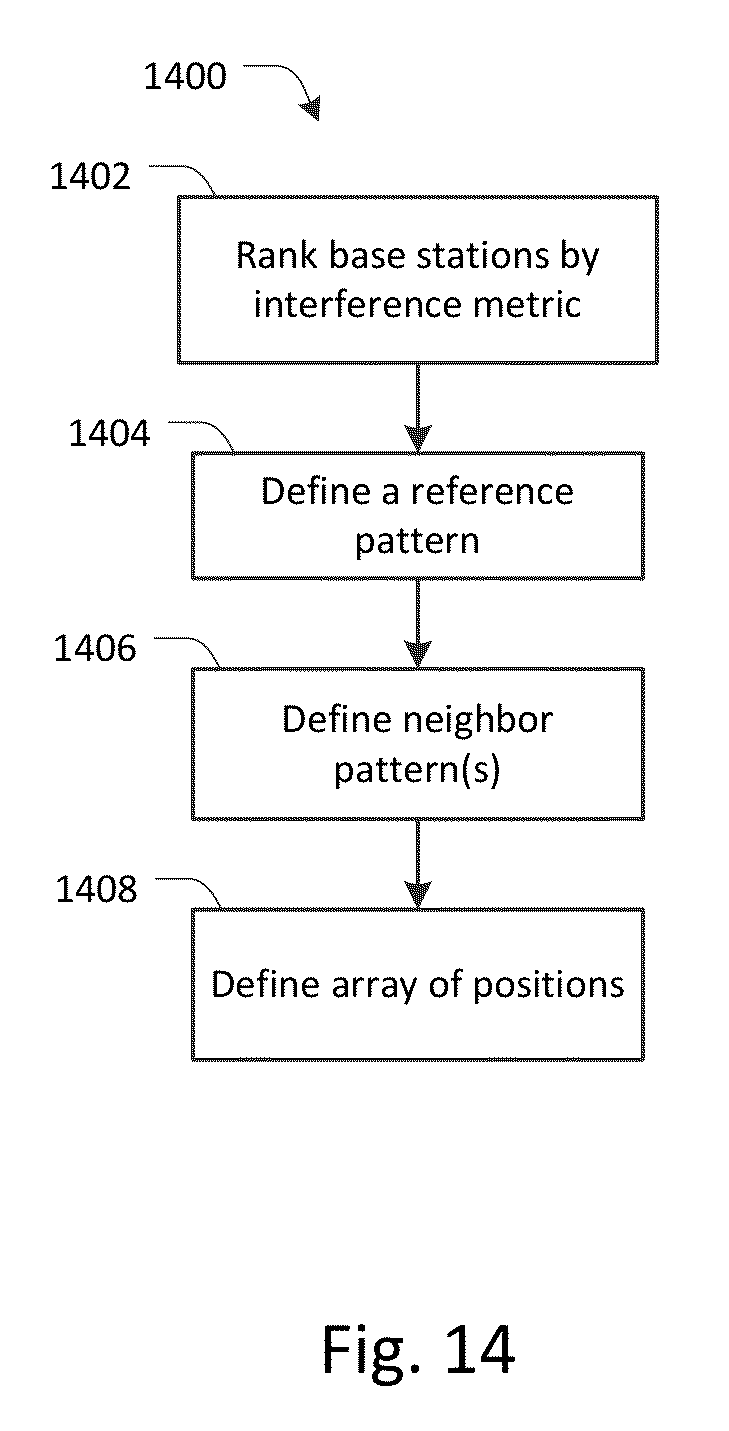 1400
1402
Rank base stations by
interference metric
1404
Define a reference
pattern
1406
Define neighbor
pattern(s)
1408
Define array of positions
Fig. 14